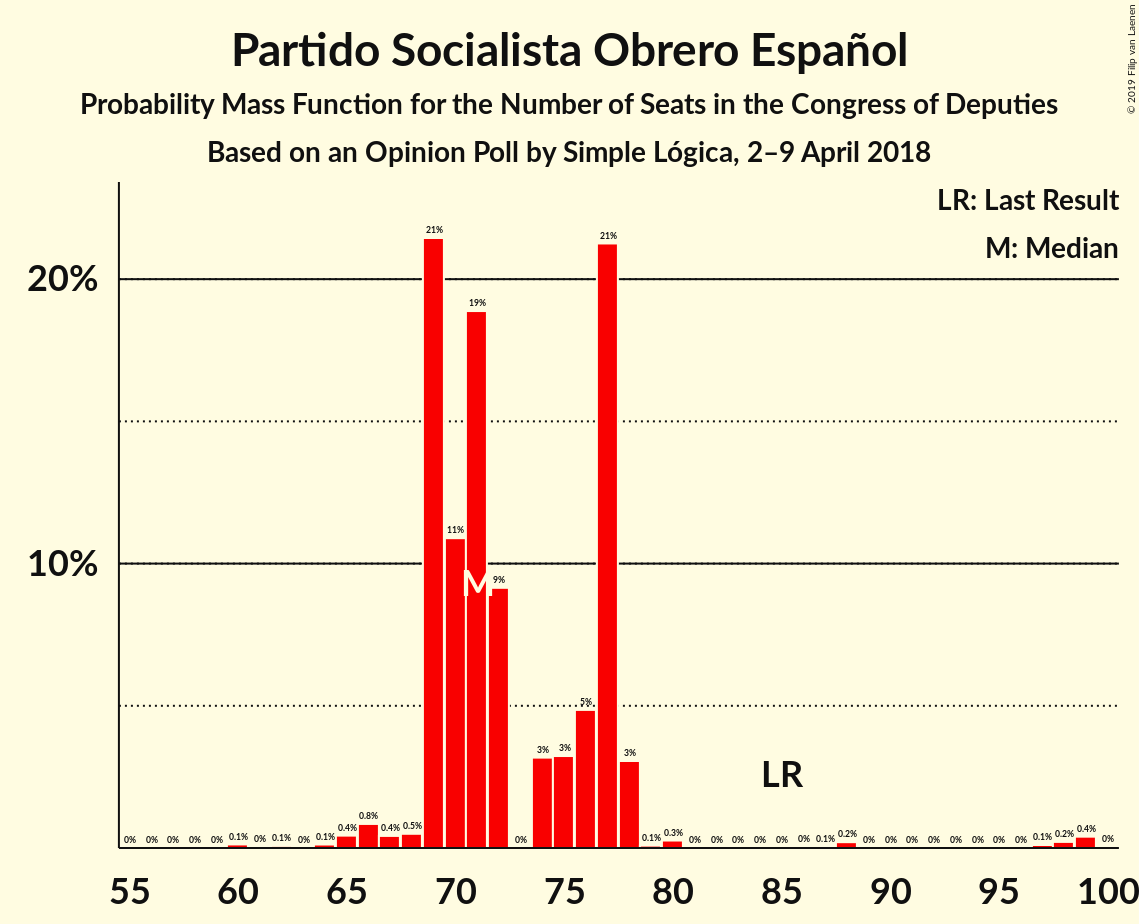 Partido Socialista Obrero Español
Probability Mass Function for the Number of Seats in the Congress of Deputies
Based on an Opinion Poll by Simple Lógica, 2–9 April 2018
© 2019 Filip van Laenen
LR: Last Result
M: Median
20%
10%
0% 0% 0% 0% 0% 0.1% 0% 0.1% 0% 0.1% 0.4% 0.8% 0.4% 0.5% 21% 11% 19% 9% 0% 3% 3% 5% 21% 3% 0.1% 0.3% 0% 0% 0% 0% 0% 0% 0.1% 0.2% 0% 0% 0% 0% 0% 0% 0% 0% 0.1% 0.2% 0.4% 0%
M
LR
55 60 65 70 75 80 85 90 95 100